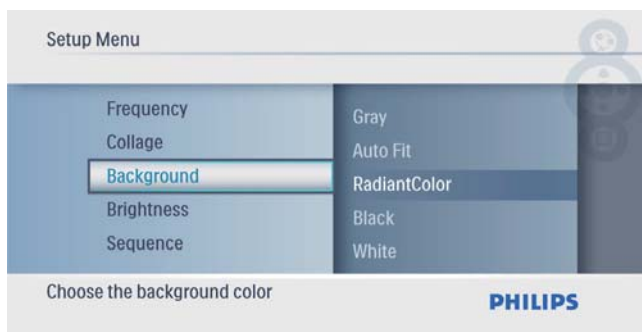 Setup Menu
Frequency
Collage
Background
Brightness
Sequence
Gray
Auto Fit
RadiantColor
Black
White
Choose the background color
PHILIPS